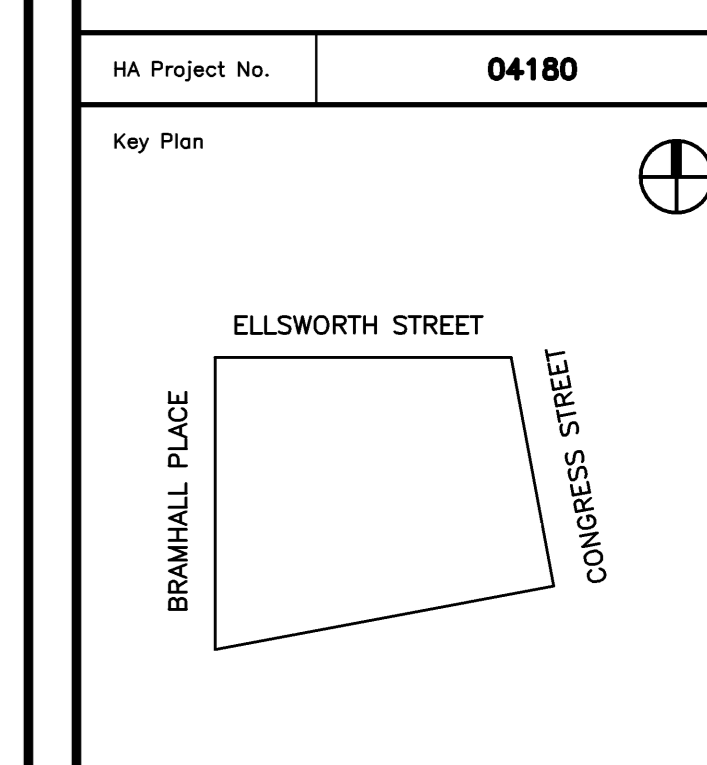 HA Project No.
04180
Key Plan
ELLSWORTH STREET
BRAMHALL PLACE
CONGRESS STREET